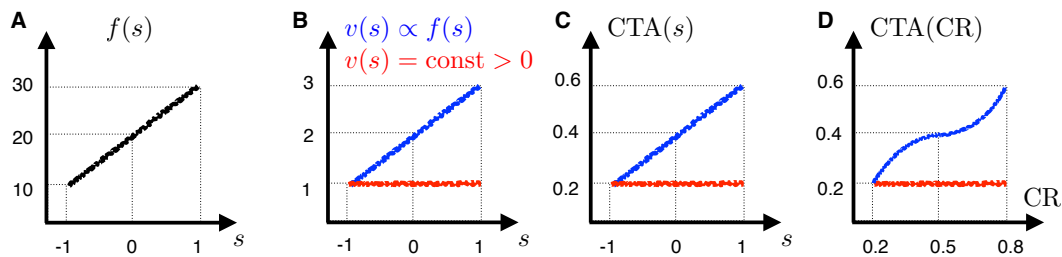 A f(s)
30
20
10
-1 0 1 s
B v(s) ∝ f(s)
v(s) = const > 0
3
2
1
-1 0 1 s
C CTA(s)
0.6
0.4
0.2
-1 0 1 s
D CTA(CR)
0.6
0.4
0.2
CR
0.2 0.5 0.8